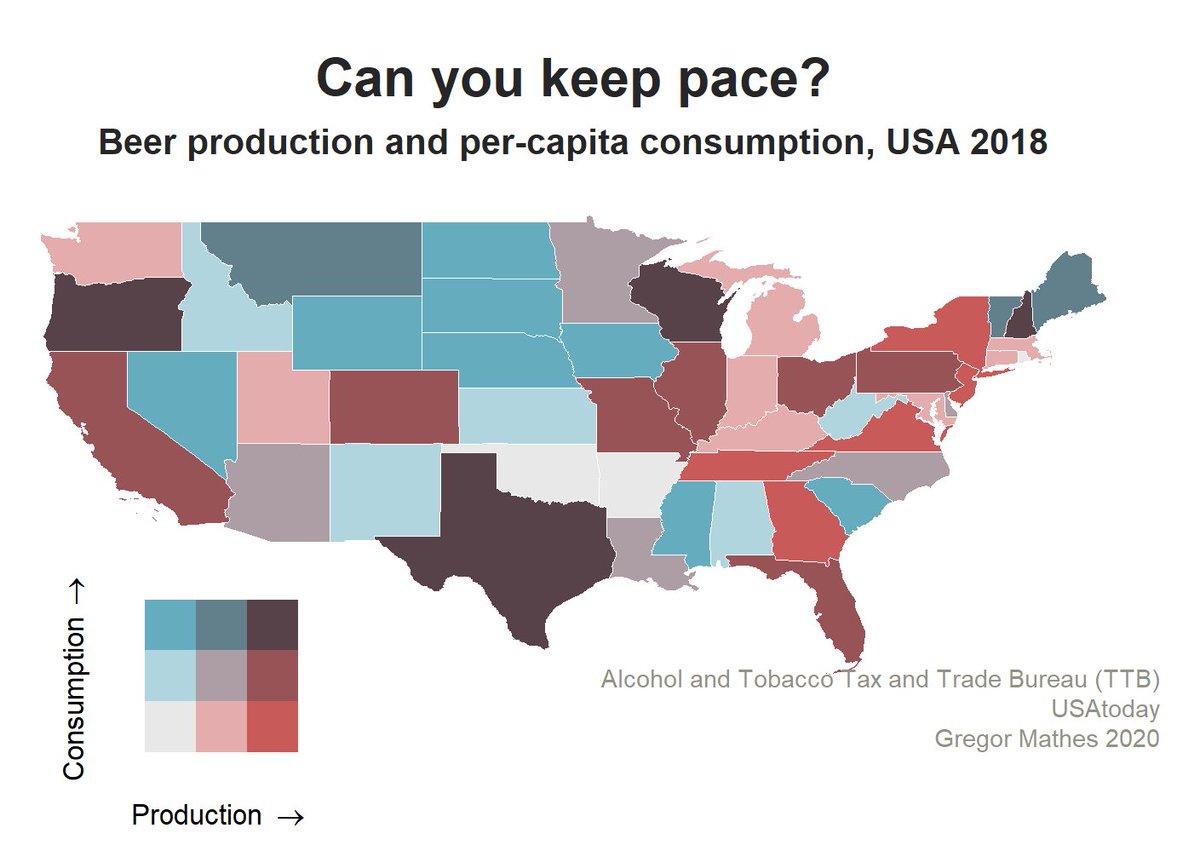 Can you keep pace?
Beer production and per-capita consumption, USA 2018
Consumption →
Production →
Alcohol and Tobacco Tax and Trade Bureau (TTB)
USAtoday
Gregor Mathes 2020